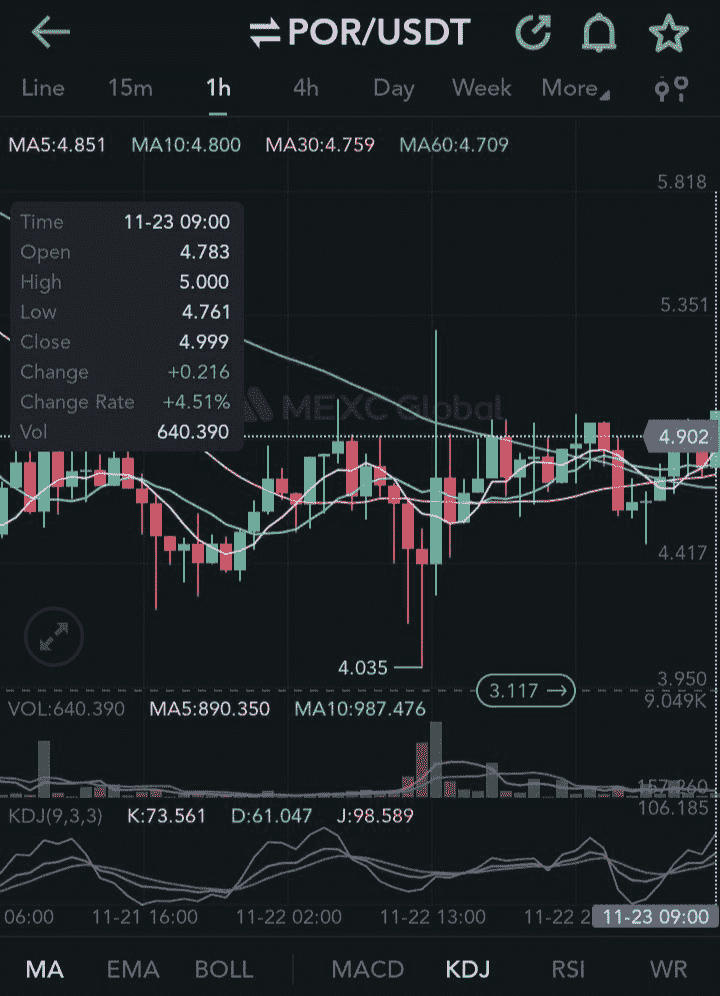 POR/USDT
Line 15m 1h 4h Day Week More
MA5:4.851 MA10:4.800 MA30:4.759 MA60:4.709
5.818
Time 11-23 09:00
Open 4.783
High 5.000
5.351
Low 4.761
Close 4.999
Change +0.216
Change Rate +4.51%
MEXC Global
Vol 640.390
4.902
4.417
4.035
3.950
3.117 →
9.049K
VOL:640.390 MA5:890.350 MA10:987.476
157.260
106.185
KDJ(9,3,3) K:73.561 D:61.047 J:98.589
06:00 11-21 16:00 11-22 02:00 11-22 13:00 11-22 2 11-23 09:00
MA EMA BOLL MACD KDJ RSI WR